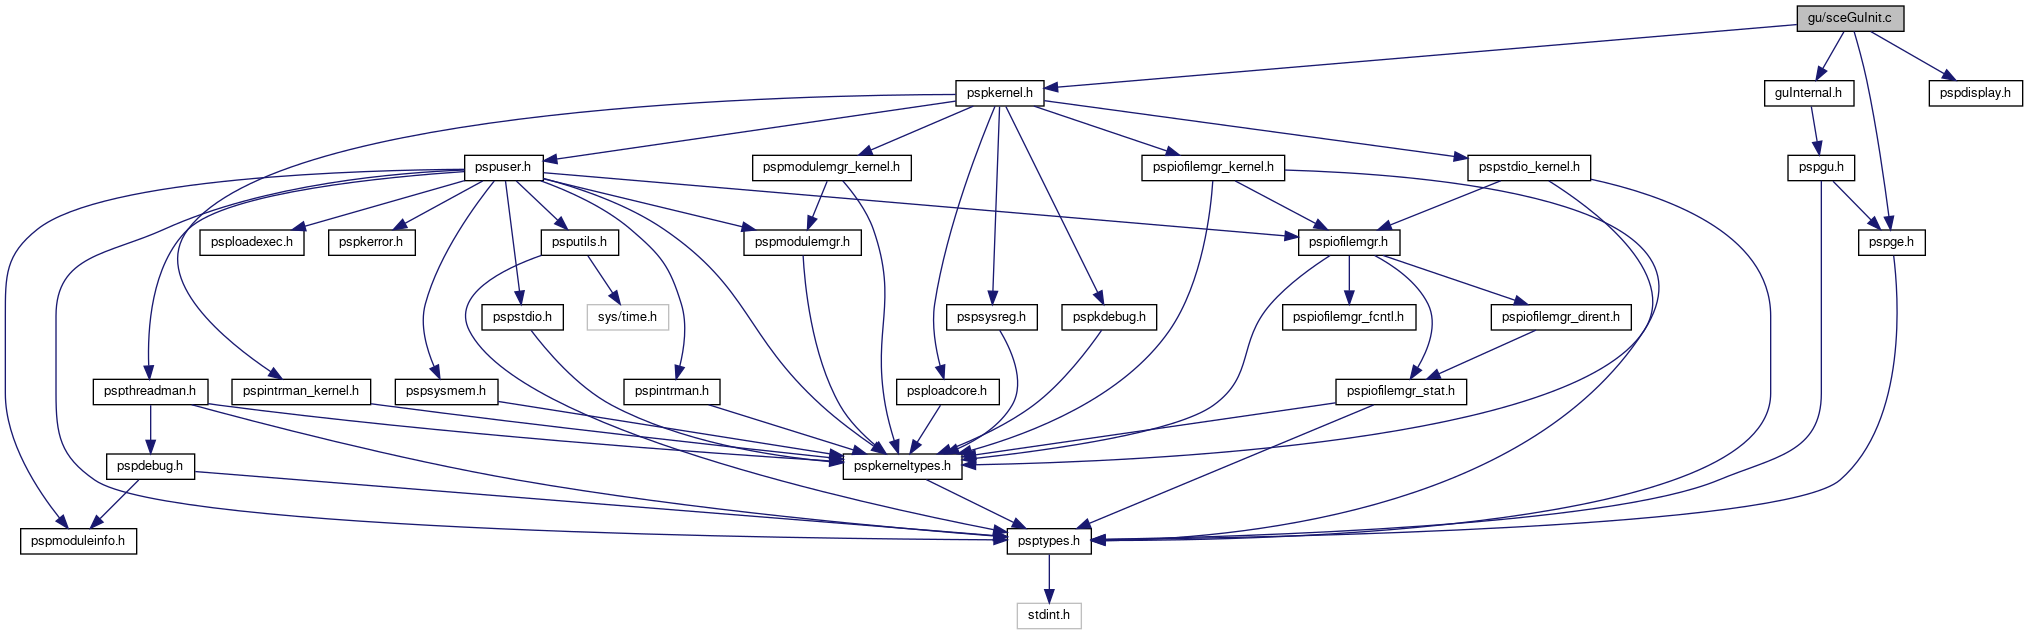 gu/sceGuInit.c
pspkernel.h
guInternal.h
pspdisplay.h
pspuser.h
pspmodulemgr_kernel.h
pspiofilemgr_kernel.h
pspstdio_kernel.h
pspgu.h
psploadexec.h
pspkerror.h
psputils.h
pspmodulemgr.h
pspiofilemgr.h
pspge.h
pspstdio.h
sys/time.h
pspsysreg.h
pspkdebug.h
pspiofilemgr_fcntl.h
pspiofilemgr_dirent.h
pspthreadman.h
pspintrman_kernel.h
pspsysmem.h
pspintrman.h
psploadcore.h
pspiofilemgr_stat.h
pspdebug.h
pspkerneltypes.h
pspmoduleinfo.h
psptypes.h
stdint.h